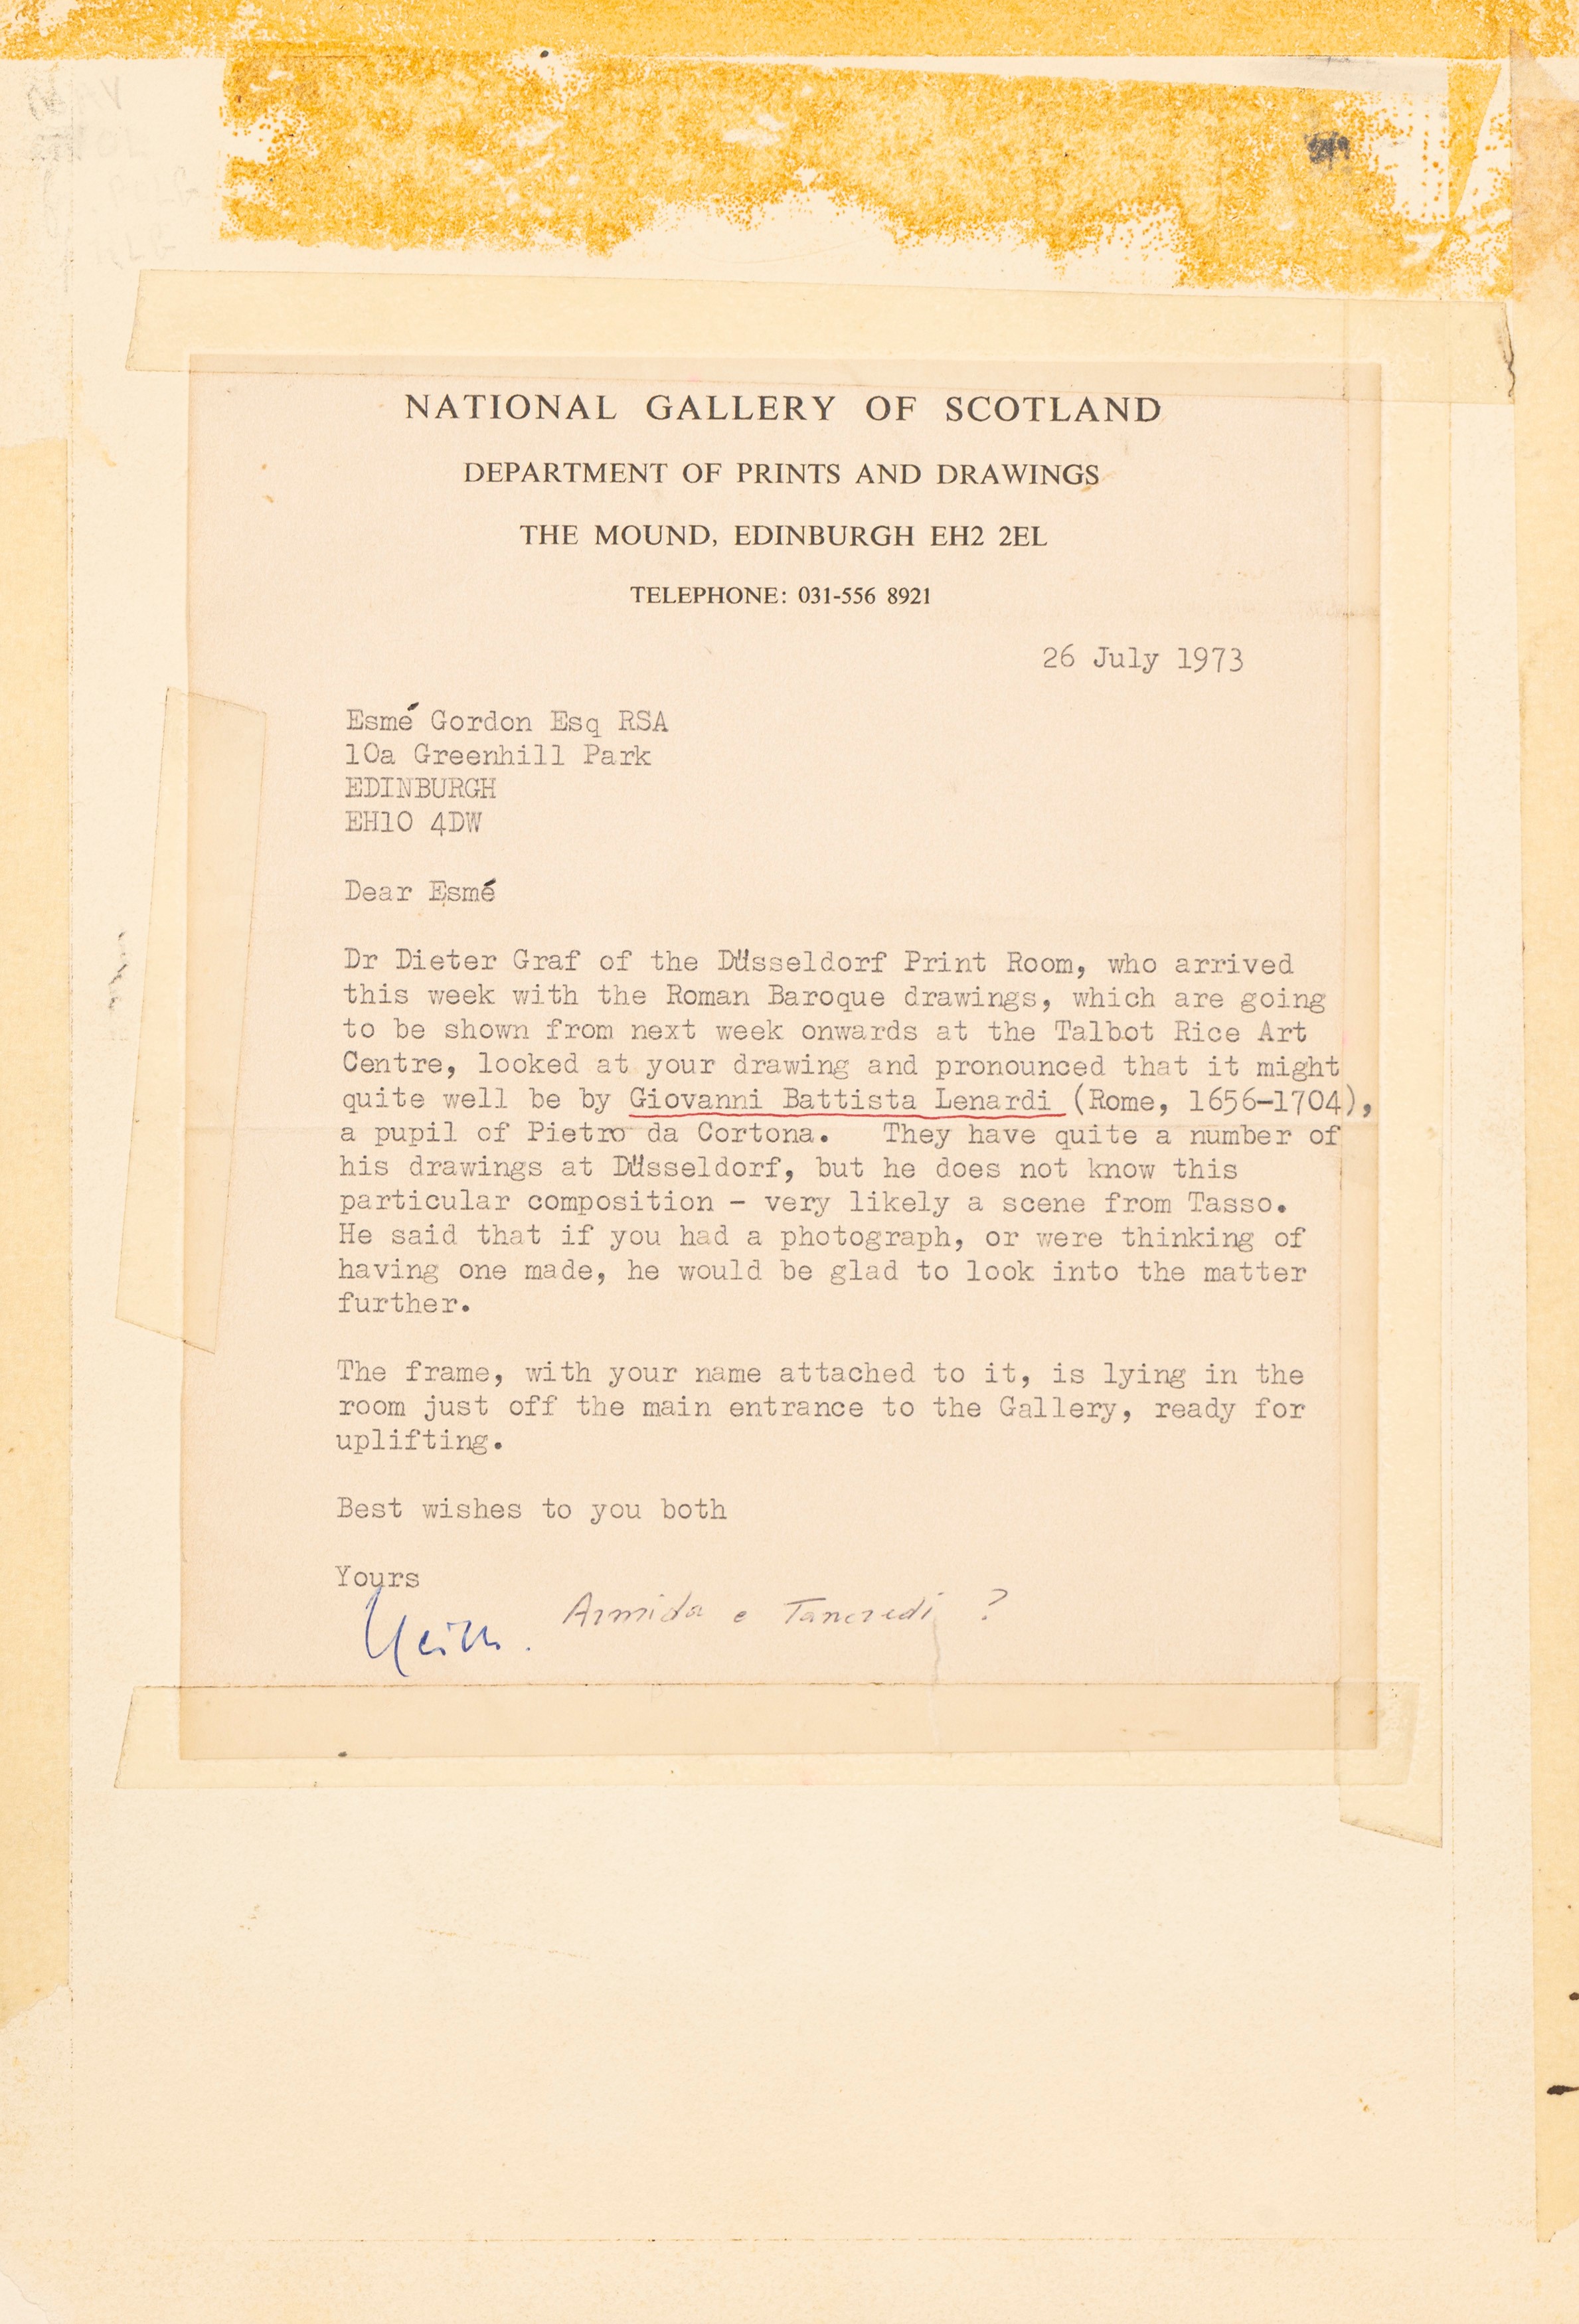 NATIONAL GALLERY OF SCOTLAND
DEPARTMENT OF PRINTS AND DRAWINGS
THE MOUND, EDINBURGH EH2 2EL
TELEPHONE: 031-556 8921
26 July 1973
Esmé Gordon Esq RSA
10a Greenhill Park
EDINBURGH
EH10 4DW
Dear Esmé
Dr Dieter Graf of the Düsseldorf Print Room, who arrived
this week with the Roman Baroque drawings, which are going
to be shown from next week onwards at the Talbot Rice Art
Centre, looked at your drawing and pronounced that it might
quite well be by Giovanni Battista Lenardi (Rome, 1656-1704),
a pupil of Pietro da Cortona. They have quite a number of
his drawings at Düsseldorf, but he does not know this
particular composition - very likely a scene from Tasso.
He said that if you had a photograph, or were thinking of
having one made, he would be glad to look into the matter
further.
The frame, with your name attached to it, is lying in the
room just off the main entrance to the Gallery, ready for
uplifting.
Best wishes to you both
Yours
Keith.
Armida e Tancredi ?